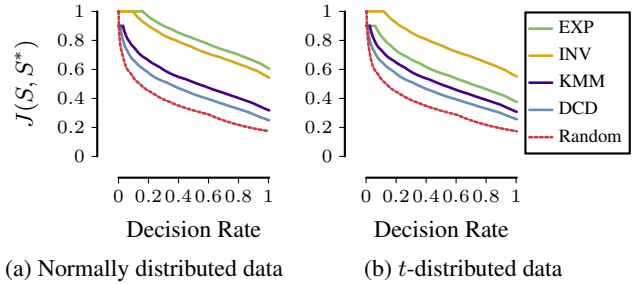 J(S, S*)
1
0.8
0.6
0.4
0.2
0
0 0.2 0.4 0.6 0.8 1
Decision Rate
(a) Normally distributed data
1
0.8
0.6
0.4
0.2
0
0 0.2 0.4 0.6 0.8 1
Decision Rate
(b) t-distributed data
EXP
INV
KMM
DCD
Random